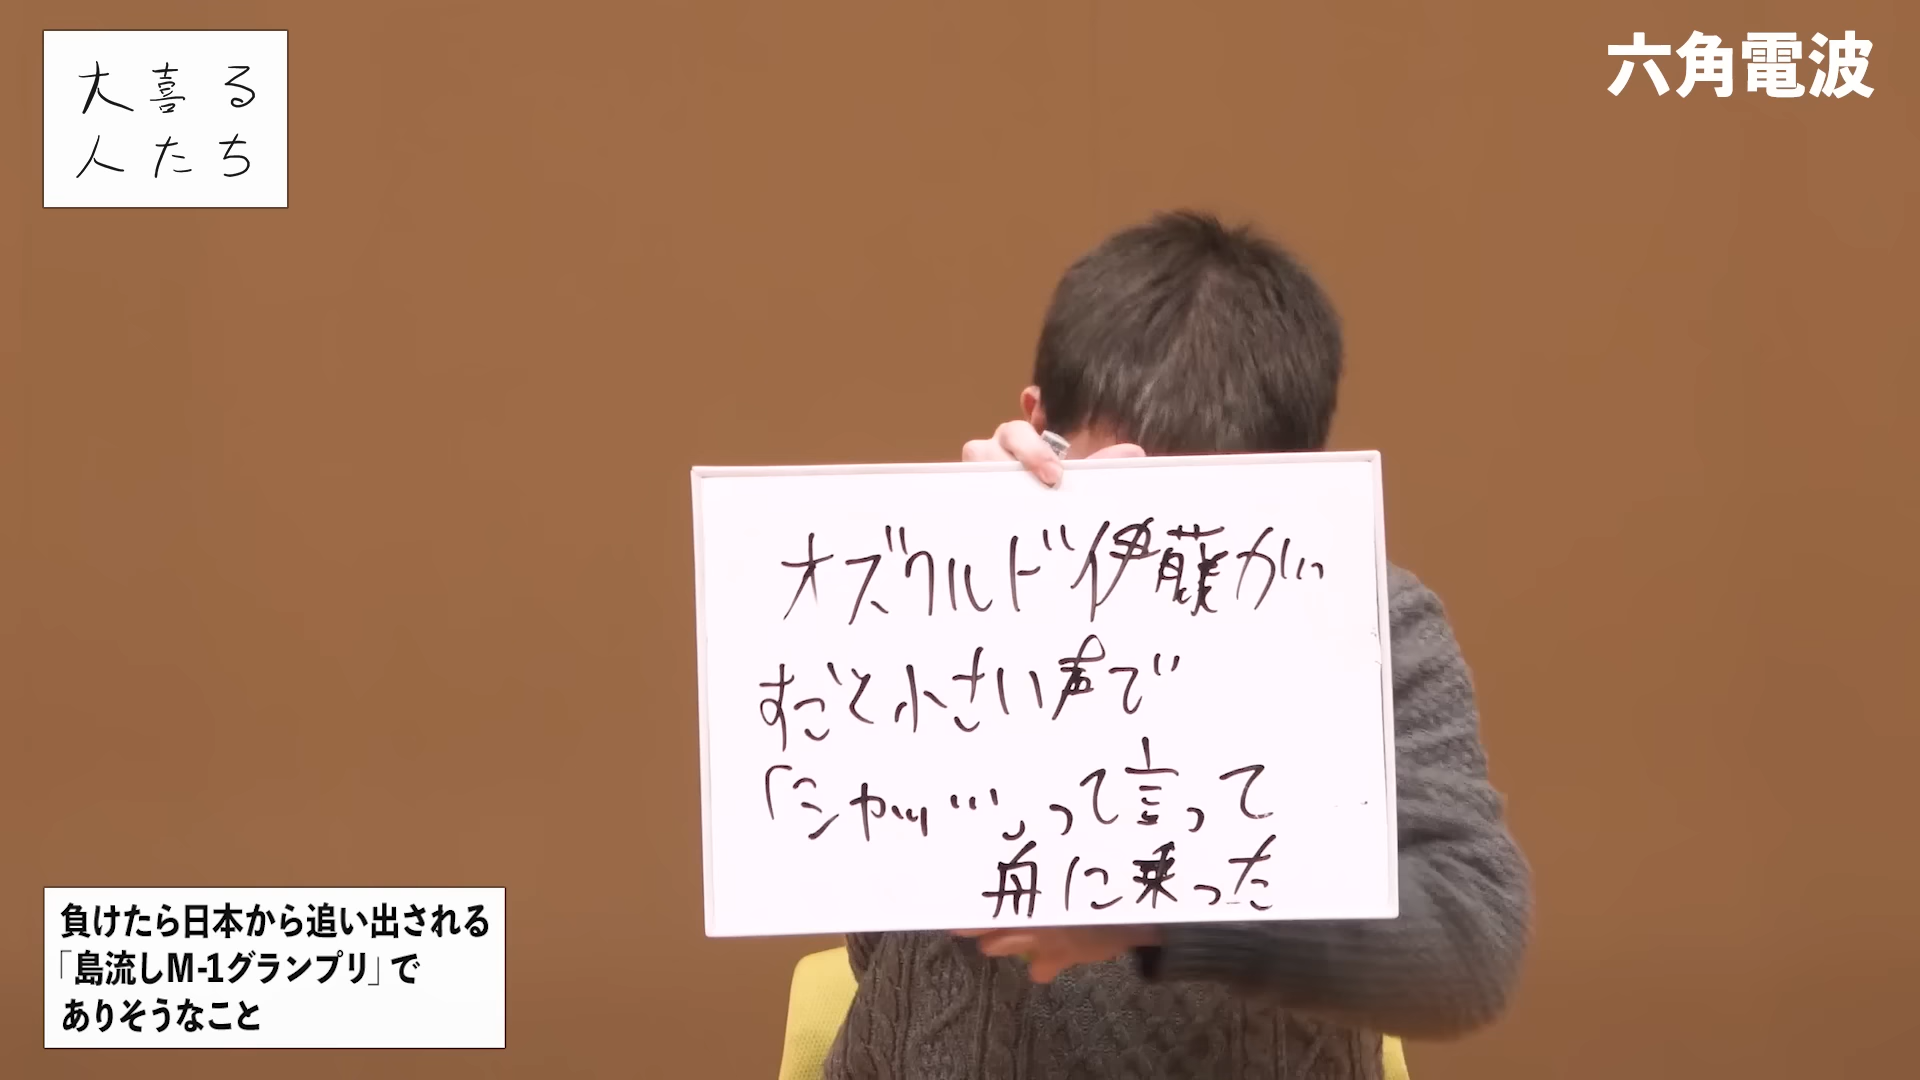 大喜る
人たち
六角電波
オズワルド伊藤が
すごく小さい声で
「シャッ…」って言って
舟に乗った
負けたら日本から追い出される
「島流しM-1グランプリ」で
ありそうなこと